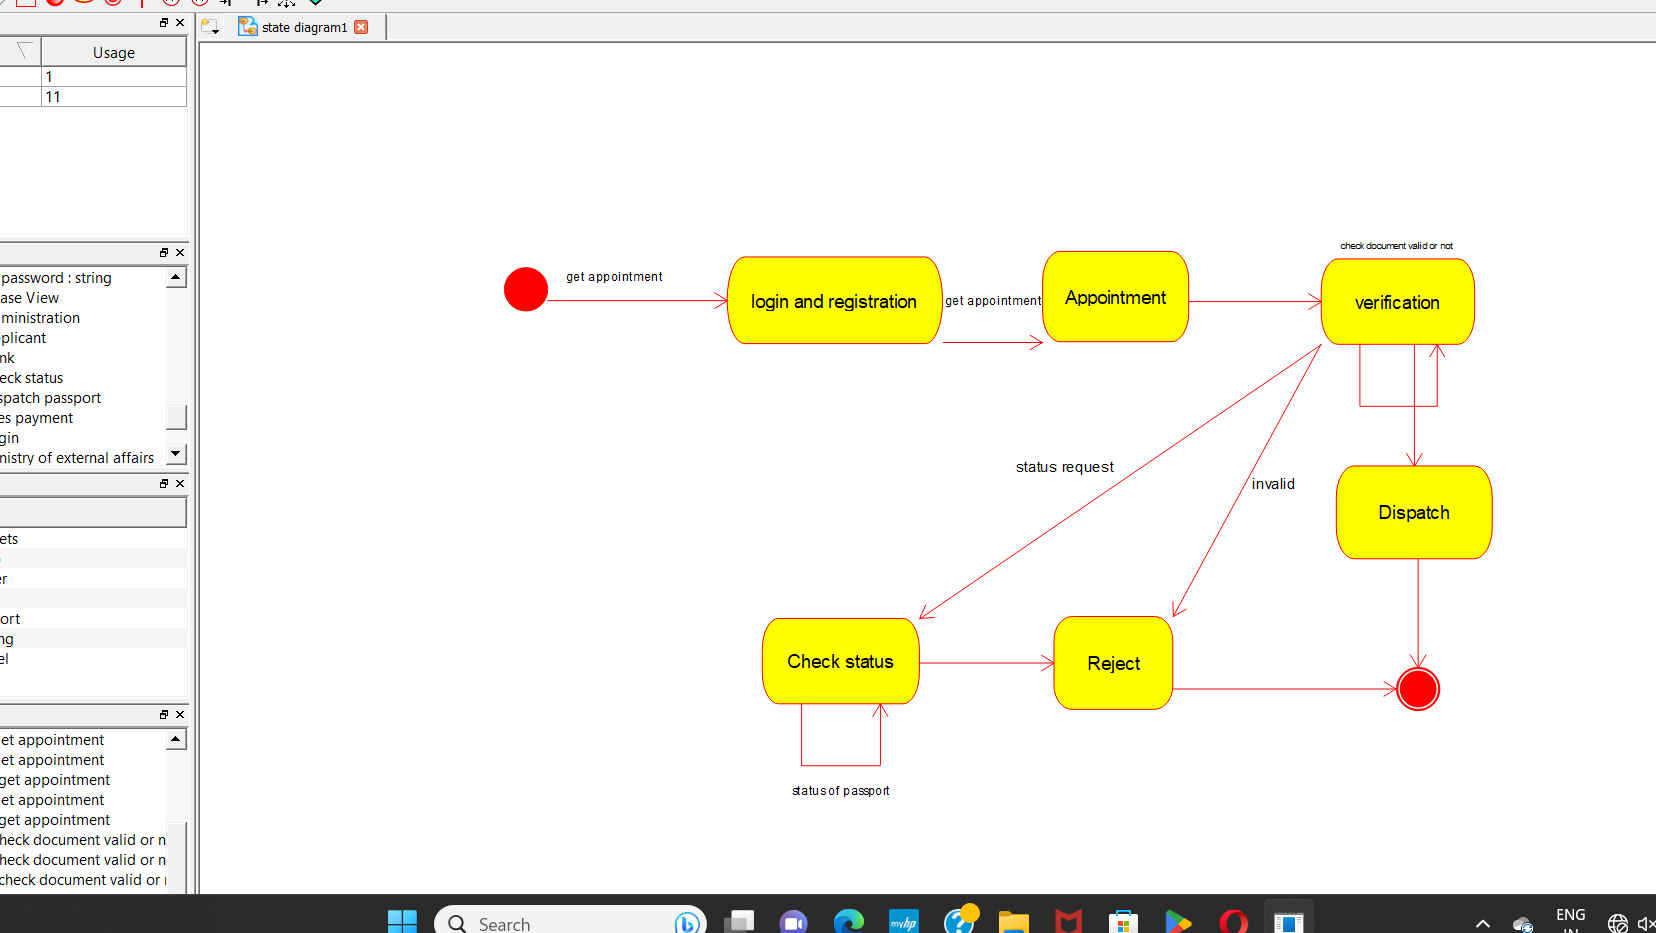 state diagram1
Usage
1
11
password : string
ase View
ministration
plicant
nk
eck status
spatch passport
es payment
gin
nistry of external affairs
ets
er
ort
ng
el
et appointment
et appointment
get appointment
et appointment
get appointment
heck document valid or n
heck document valid or n
check document valid or
get appointment
login and registration
get appointment
Appointment
check document valid or not
verification
status request
invalid
Dispatch
Check status
Reject
status of passport
Search
myhp
ENG
IN